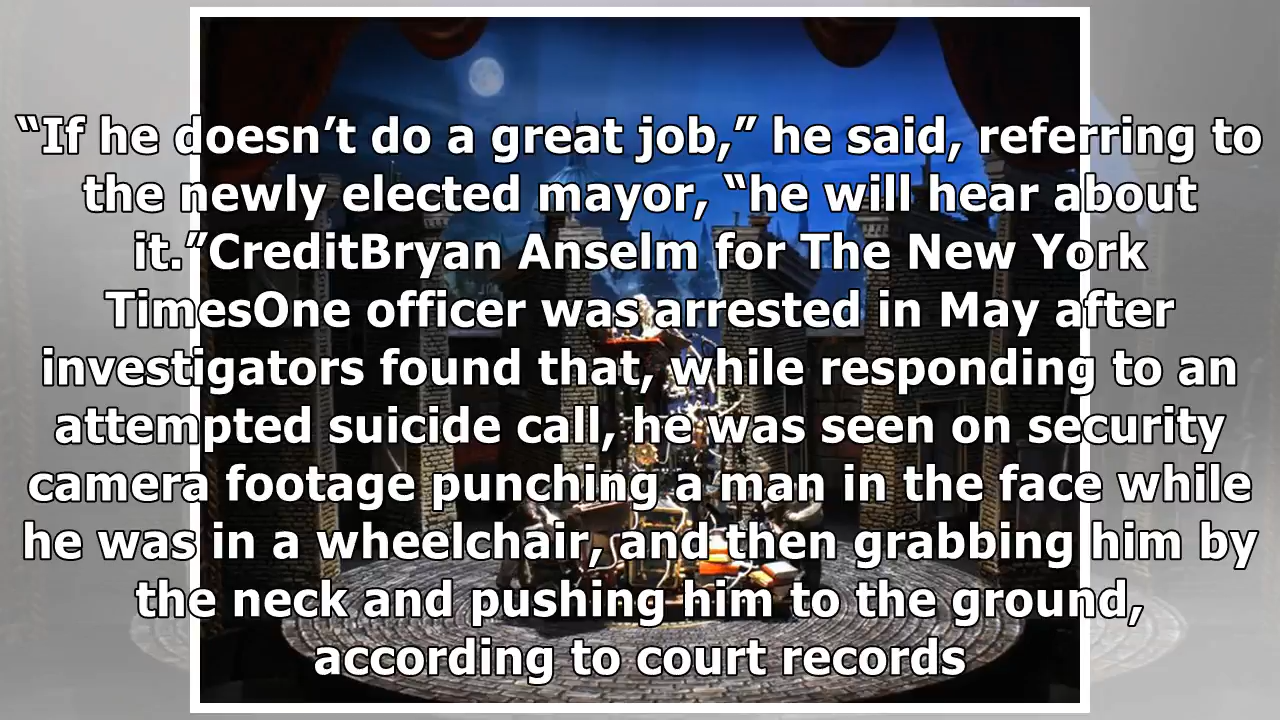 “If he doesn’t do a great job,” he said, referring to
the newly elected mayor, “he will hear about
it.”CreditBryan Anselm for The New York
TimesOne officer was arrested in May after
investigators found that, while responding to an
attempted suicide call, he was seen on security
camera footage punching a man in the face while
he was in a wheelchair, and then grabbing him by
the neck and pushing him to the ground,
according to court records